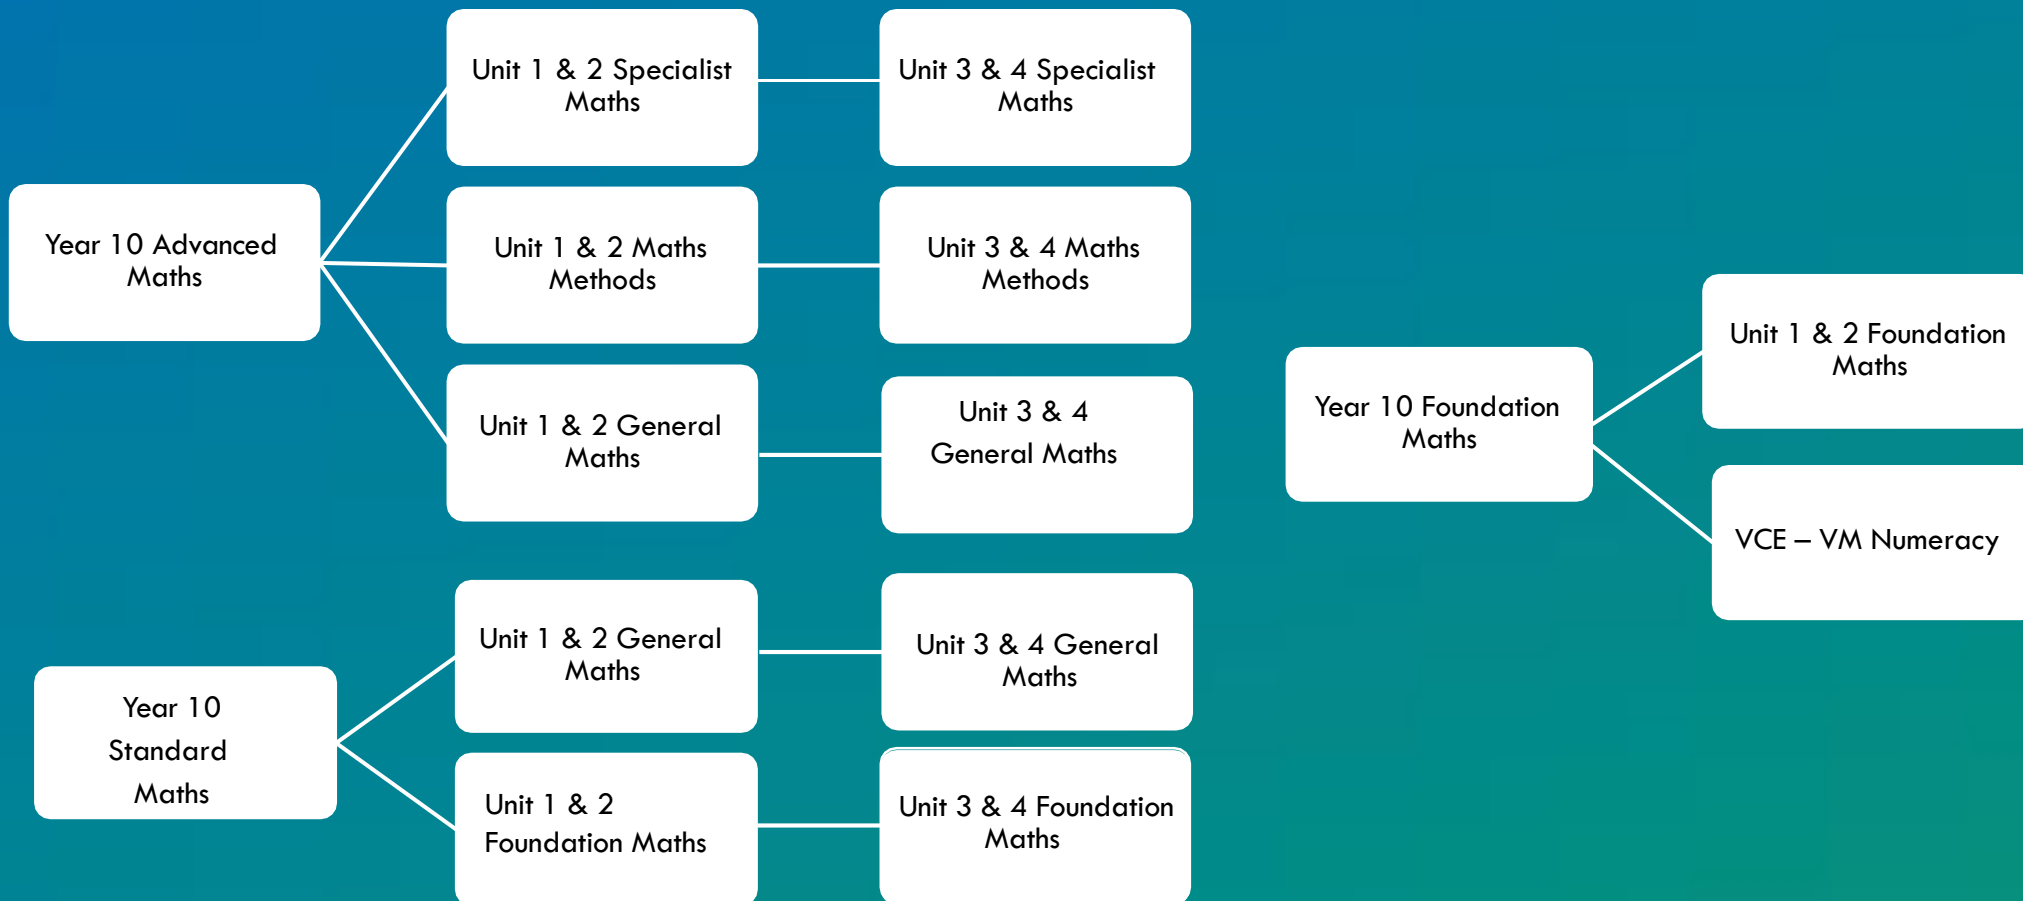 Year 10 Advanced
Maths
Unit 1 & 2 Specialist
Maths
Unit 3 & 4 Specialist
Maths
Unit 1 & 2 Maths
Methods
Unit 3 & 4 Maths
Methods
Unit 1 & 2 General
Maths
Unit 3 & 4
General Maths
Year 10
Standard
Maths
Unit 1 & 2 General
Maths
Unit 3 & 4 General
Maths
Unit 1 & 2
Foundation Maths
Unit 3 & 4 Foundation
Maths
Year 10 Foundation
Maths
Unit 1 & 2 Foundation
Maths
VCE – VM Numeracy